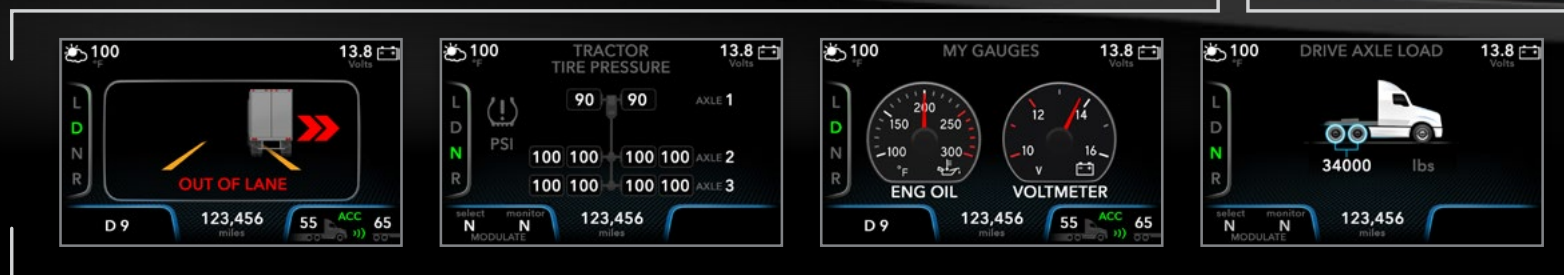 100
°F
13.8
Volts
L
D
N
R
OUT OF LANE
D 9
123,456
miles
55
ACC
65
100
°F
TRACTOR
TIRE PRESSURE
13.8
Volts
L
D
N
R
PSI
90 90 AXLE 1
100 100 100 100 AXLE 2
100 100 100 100 AXLE 3
select monitor
N N
MODULATE
123,456
miles
100
°F
MY GAUGES
13.8
Volts
L
D
N
R
200
150 250
100 300
°F
ENG OIL
12 14
10 16
V
VOLTMETER
D 9
123,456
miles
55
ACC
65
100
°F
DRIVE AXLE LOAD
13.8
Volts
L
D
N
R
34000 lbs
select monitor
N N
MODULATE
123,456
miles